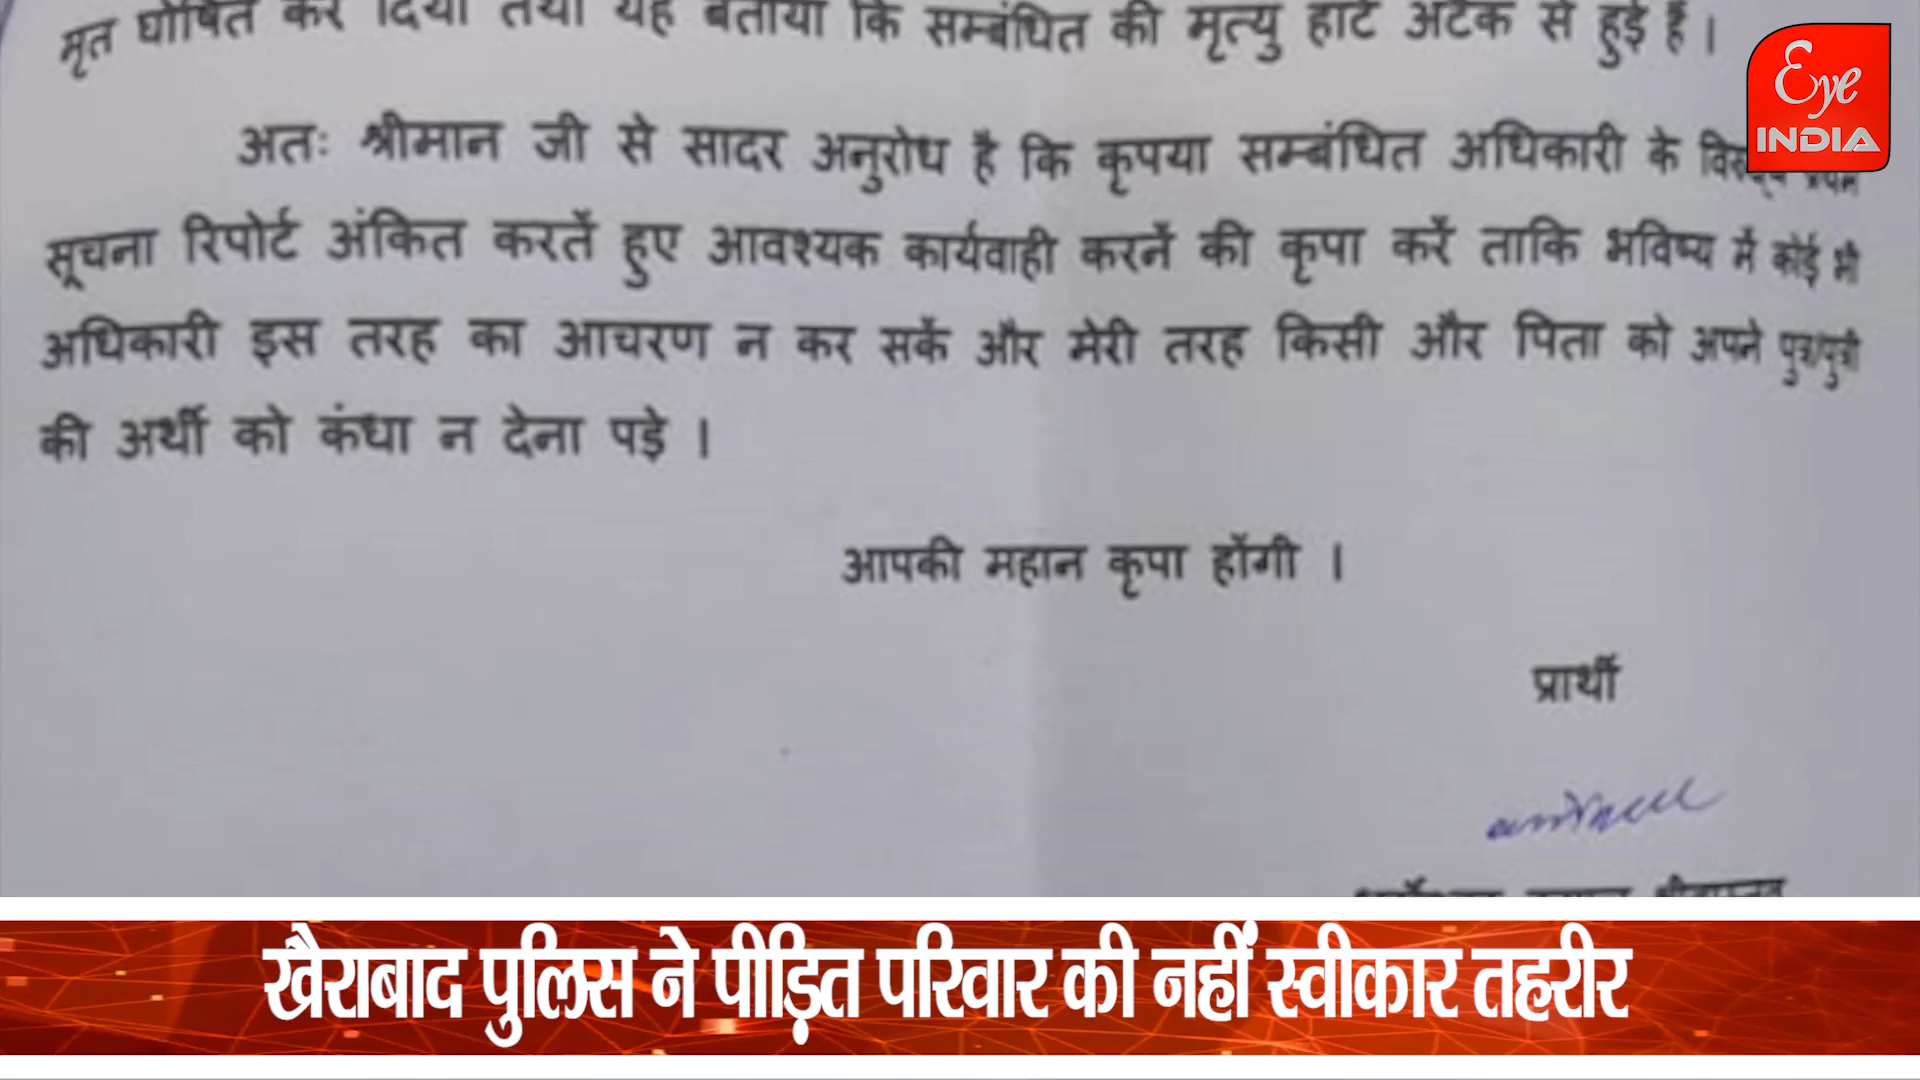 मृत घोषित कर दिया तथा यह बताया कि सम्बंधित की मृत्यु हार्ट अटैक से हुई है ।
Eye
INDIA
अतः श्रीमान जी से सादर अनुरोध है कि कृपया सम्बंधित अधिकारी के
सूचना रिपोर्ट अंकित करतें हुए आवश्यक कार्यवाही करनें की कृपा करें ताकि भविष्य में कोई भी
अधिकारी इस तरह का आचरण न कर सकें और मेरी तरह किसी और पिता को अपने पुत्र/पुत्री
की अर्थी को कंधा न देना पड़े ।
आपकी महान कृपा होंगी ।
प्रार्थी
खैराबाद पुलिस ने पीड़ित परिवार की नहीं स्वीकार तहरीर